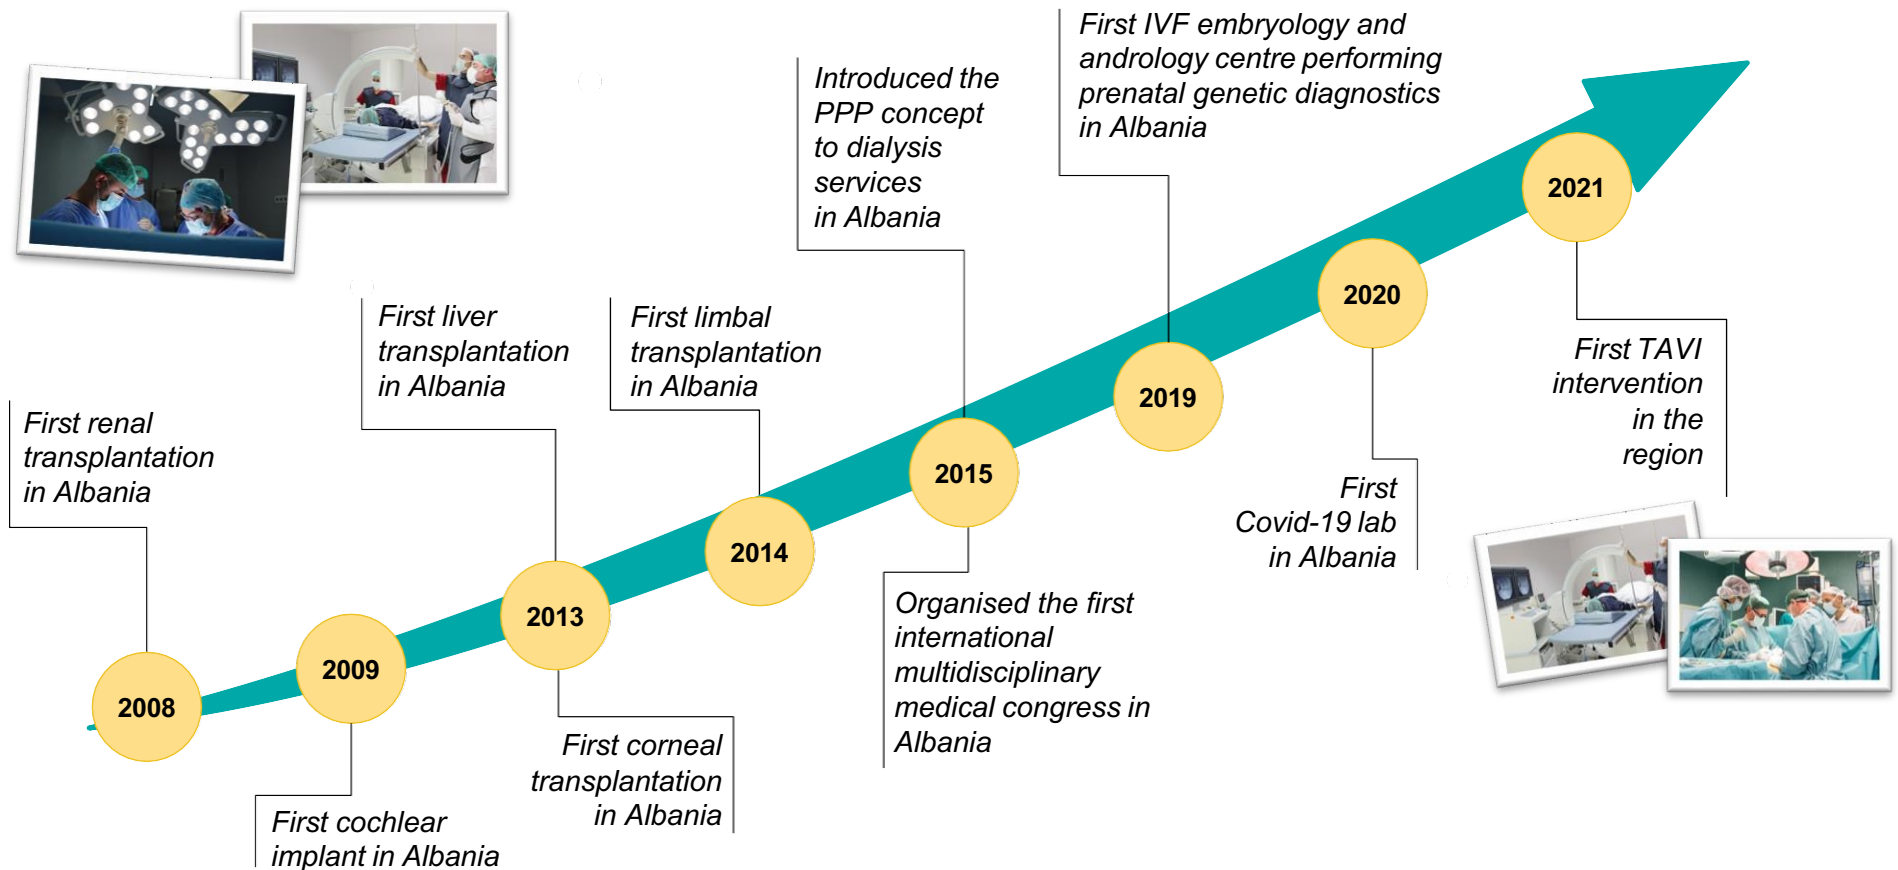 First renal
transplantation
in Albania
2008
2009
First cochlear
implant in Albania
First liver
transplantation
in Albania
2013
First corneal
transplantation
in Albania
First limbal
transplantation
in Albania
2014
Introduced the
PPP concept
to dialysis
services
in Albania
2015
Organised the first
international
multidisciplinary
medical congress in
Albania
First IVF embryology and
andrology centre performing
prenatal genetic diagnostics
in Albania
2019
2020
First
Covid-19 lab
in Albania
2021
First TAVI
intervention
in the
region